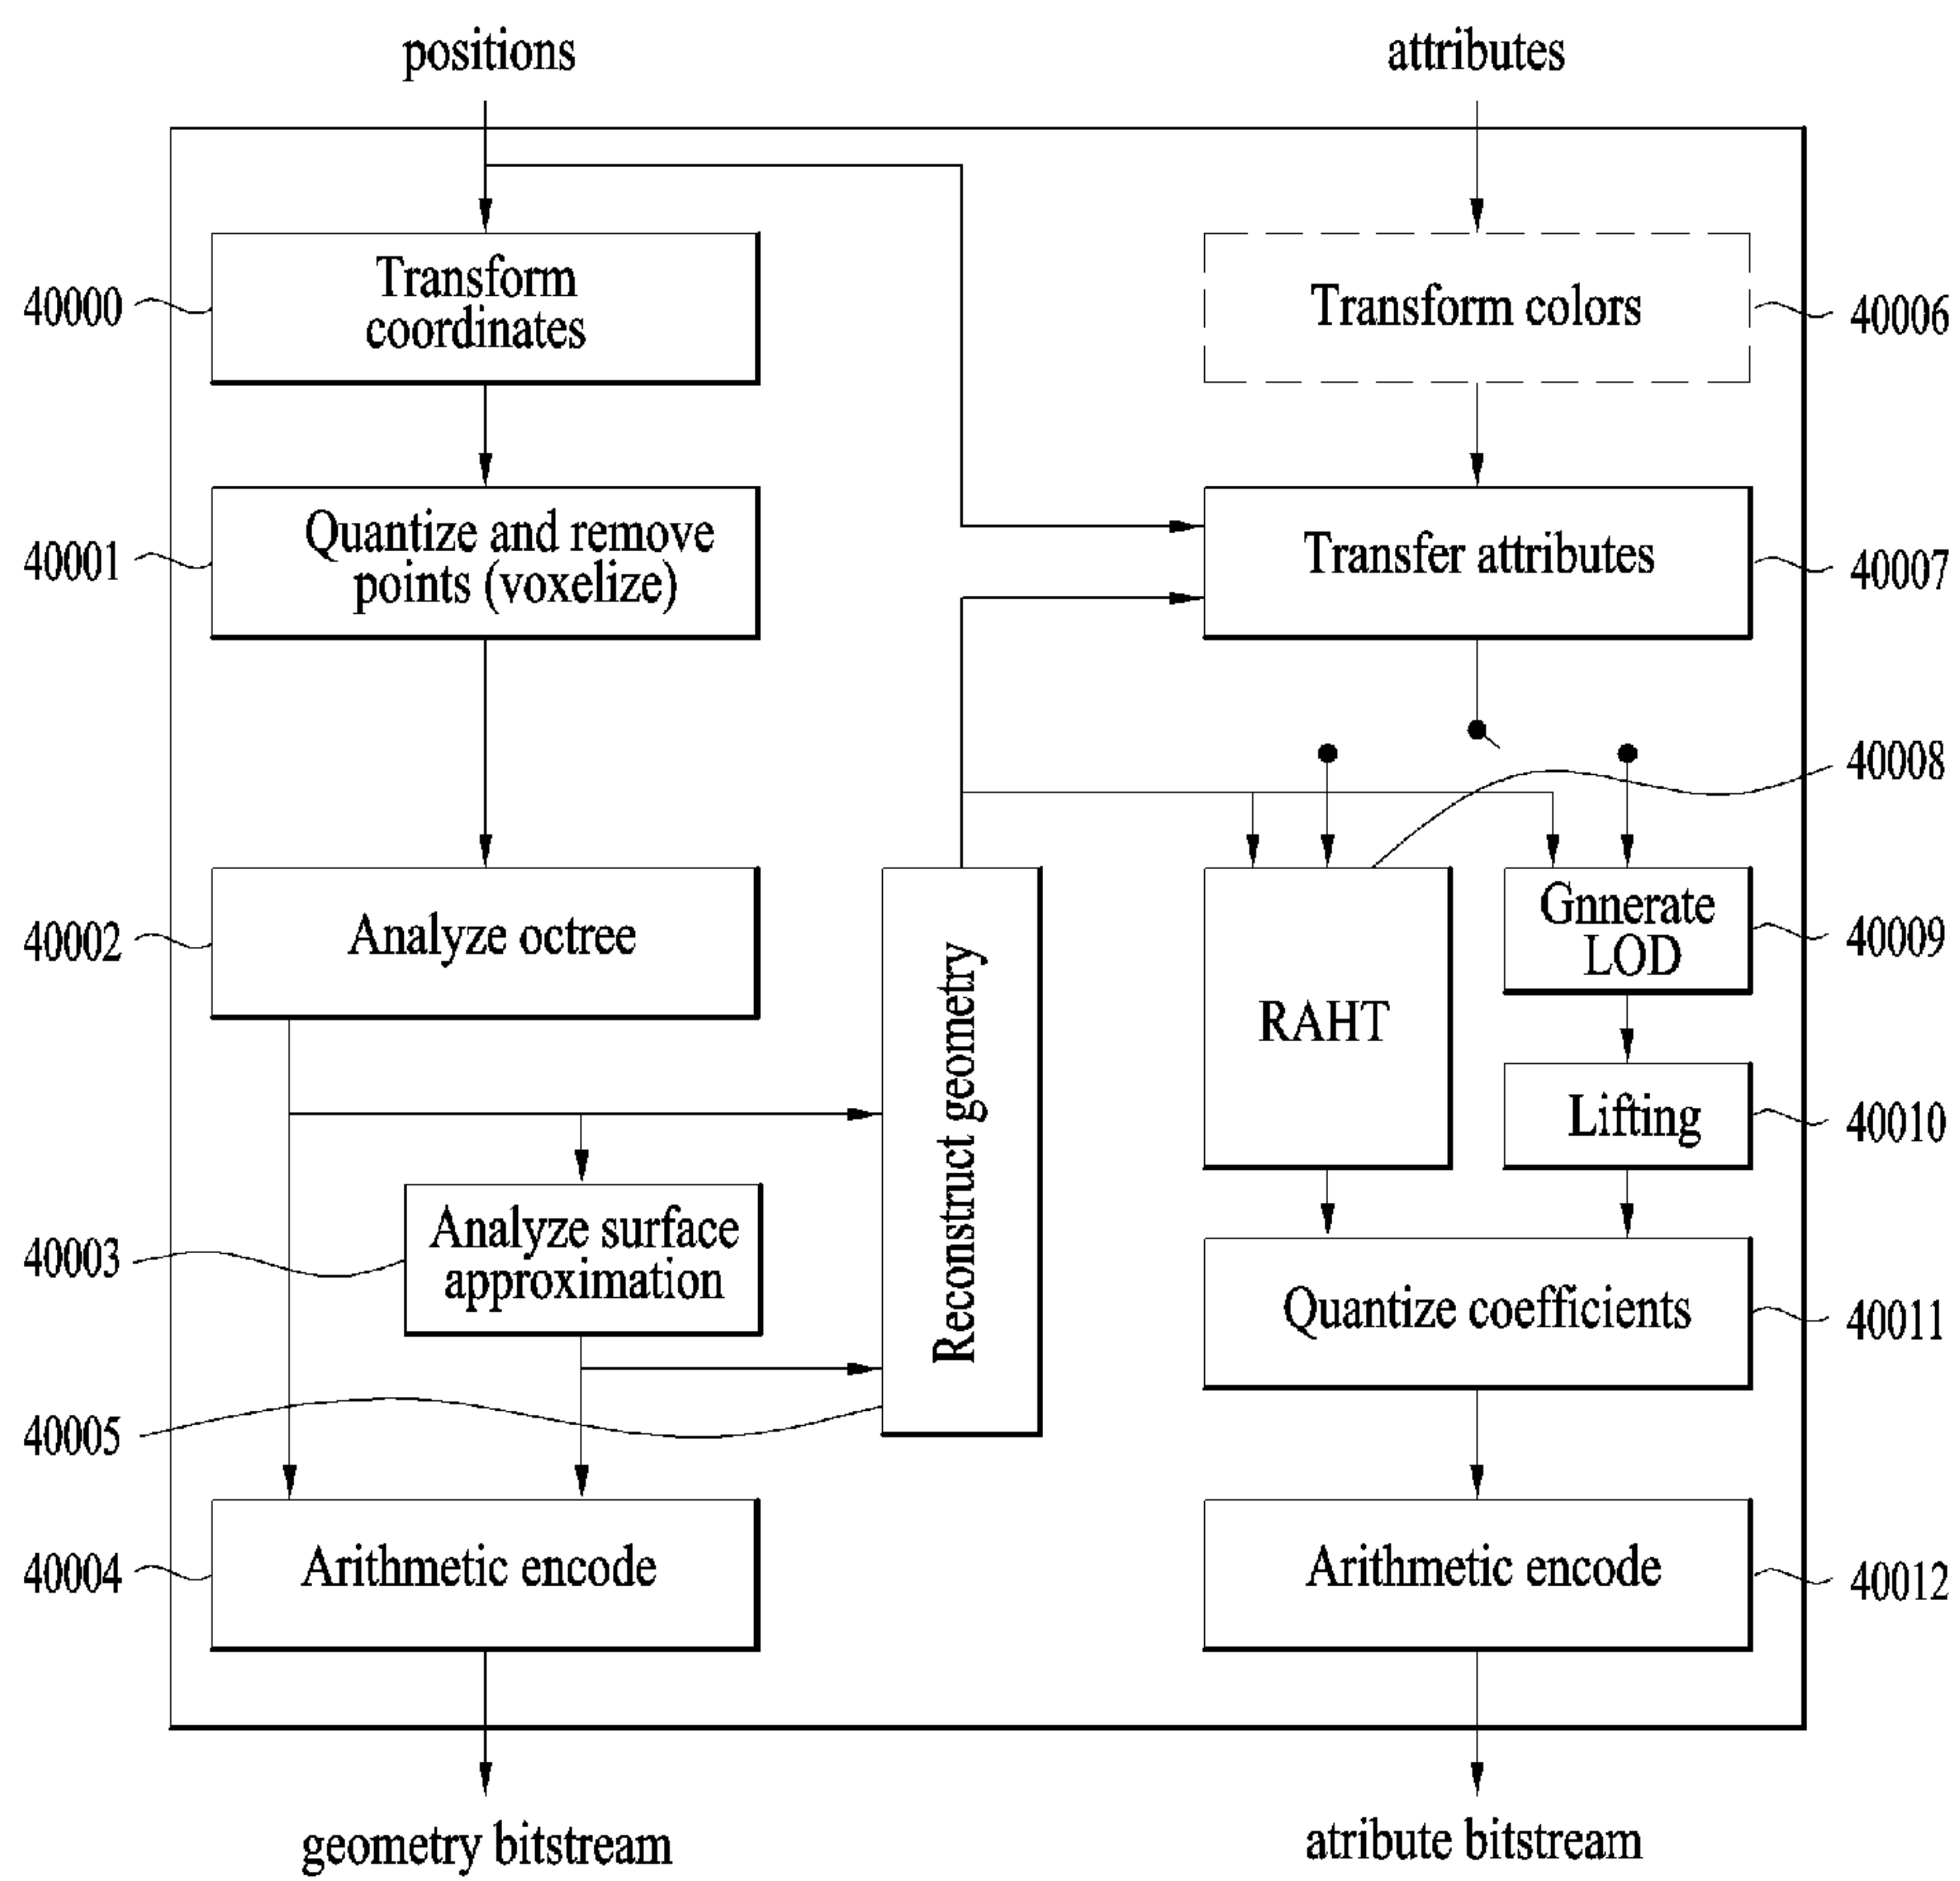 positions
attributes
40000
Transform
coordinates
Transform colors
40006
40001
Quantize and remove
points (voxelize)
Transfer attributes
40007
40008
40002
Analyze octree
Reconstruct geometry
RAHT
Gnnerate
LOD
40009
Lifting
40010
40003
Analyze surface
approximation
Quantize coefficients
40011
40005
40004
Arithmetic encode
Arithmetic encode
40012
geometry bitstream
atribute bitstream